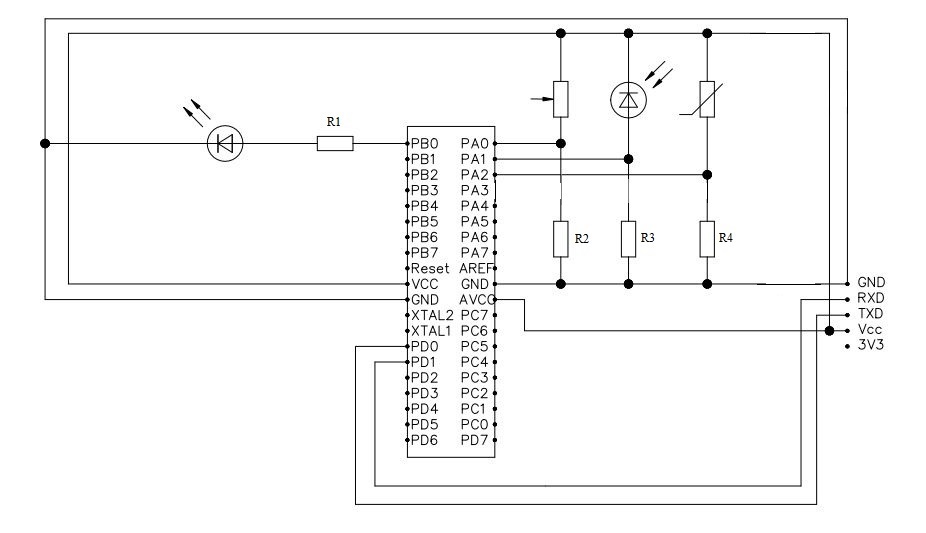 R1
PB0 PA0
PB1 PA1
PB2 PA2
PB3 PA3
PB4 PA4
PB5 PA5
PB6 PA6
PB7 PA7
Reset AREF
VCC GND
GND AVCC
XTAL2 PC7
XTAL1 PC6
PD0 PC5
PD1 PC4
PD2 PC3
PD3 PC2
PD4 PC1
PD5 PC0
PD6 PD7
R2 R3 R4
GND
RXD
TXD
Vcc
3V3